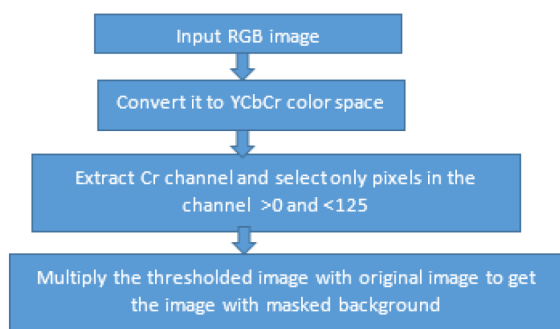 Input RGB image
Convert it to YCbCr color space
Extract Cr channel and select only pixels in the
channel >0 and <125
Multiply the thresholded image with original image to get
the image with masked background